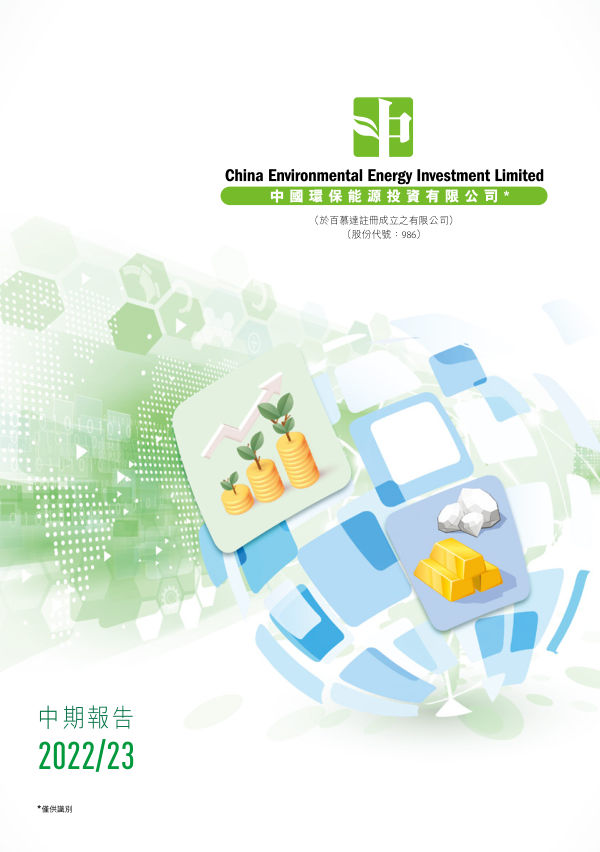 China Environmental Energy Investment Limited
中國環保能源投資有限公司*
（於百慕達註冊成立之有限公司）
（股份代號：986）
中期報告
2022/23
*僅供識別